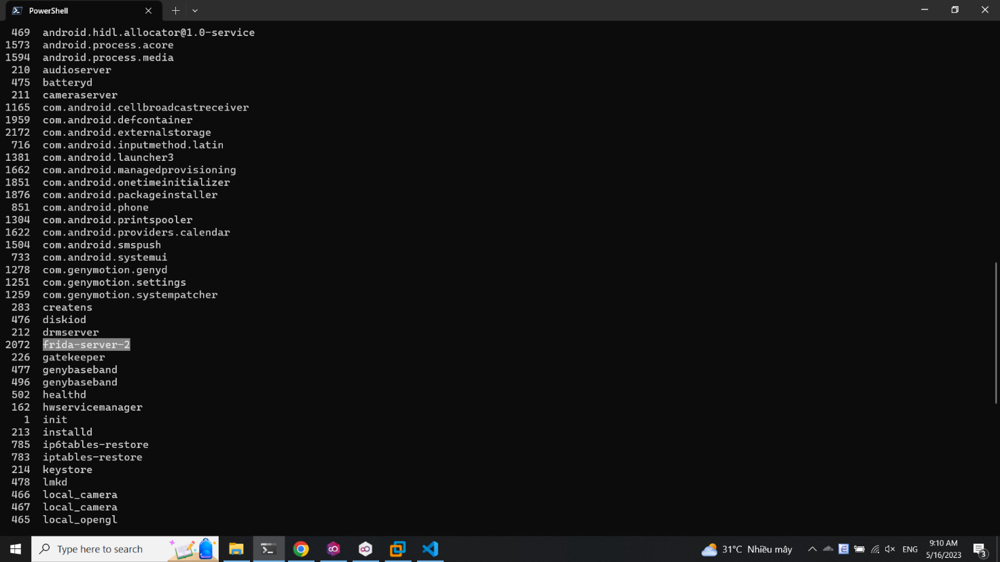 PowerShell
469 android.hidl.allocator@1.0-service
1573 android.process.acore
1594 android.process.media
210 audioserver
475 batteryd
211 cameraserver
1165 com.android.cellbroadcastreceiver
1959 com.android.defcontainer
2172 com.android.externalstorage
716 com.android.inputmethod.latin
1381 com.android.launcher3
1662 com.android.managedprovisioning
1851 com.android.onetimeinitializer
1876 com.android.packageinstaller
851 com.android.phone
1304 com.android.printspooler
1622 com.android.providers.calendar
1504 com.android.smspush
733 com.android.systemui
1278 com.genymotion.genyd
1251 com.genymotion.settings
1259 com.genymotion.systempatcher
283 createns
476 diskiod
212 drmserver
2072 frida-server-2
226 gatekeeper
477 genybaseband
496 genybaseband
502 healthd
162 hwservicemanager
1 init
213 installd
785 ip6tables-restore
783 iptables-restore
214 keystore
478 lmkd
466 local_camera
467 local_camera
465 local_opengl
Type here to search
31°C Nhiều mây
ENG
9:10 AM
5/16/2023
3